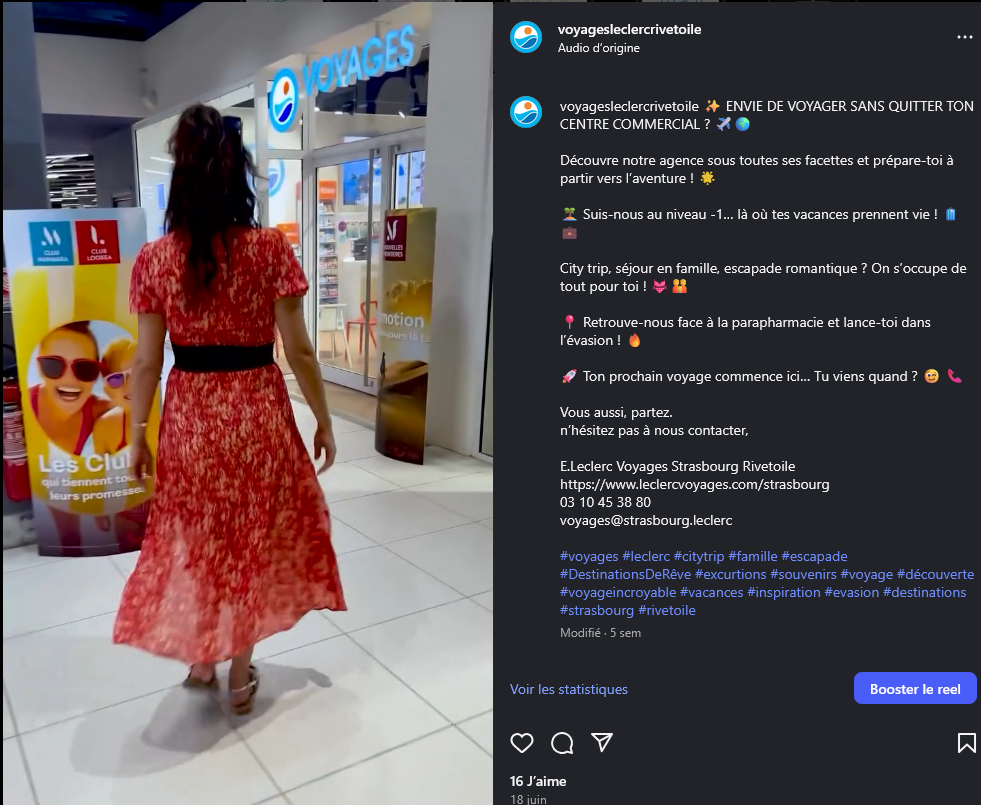 VOYAGES
CLUB
MARMARA
CLUB
LOOKEA
NOUVELLES
FRONTIERES
motion
Les Clu
qui tiennent
leurs promesse
voyagesleclercrivetoile
Audio d’origine
voyagesleclercrivetoile ✨ ENVIE DE VOYAGER SANS QUITTER TON
CENTRE COMMERCIAL ? ✈️🌍
Découvre notre agence sous toutes ses facettes et prépare-toi à
partir vers l’aventure ! 🌟
🏝️ Suis-nous au niveau -1… là où tes vacances prennent vie ! 🧳
💼
City trip, séjour en famille, escapade romantique ? On s’occupe de
tout pour toi ! 👙👨‍👩‍👧
📍 Retrouve-nous face à la parapharmacie et lance-toi dans
l’évasion ! 🔥
🚀 Ton prochain voyage commence ici… Tu viens quand ? 😉 📞
Vous aussi, partez.
n’hésitez pas à nous contacter,
E.Leclerc Voyages Strasbourg Rivetoile
https://www.leclercvoyages.com/strasbourg
03 10 45 38 80
voyages@strasbourg.leclerc
#voyages #leclerc #citytrip #famille #escapade
#DestinationsDeRêve #excurtions #souvenirs #voyage #découverte
#voyageincroyable #vacances #inspiration #evasion #destinations
#strasbourg #rivetoile
Modifié · 5 sem
Voir les statistiques
Booster le reel
16 J’aime
18 juin